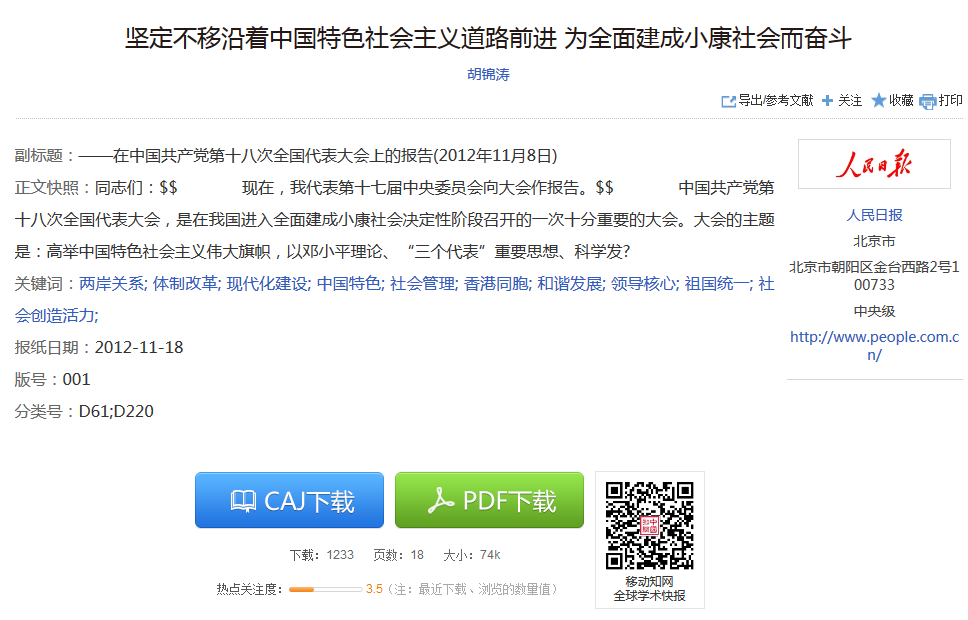 坚定不移沿着中国特色社会主义道路前进 为全面建成小康社会而奋斗
胡锦涛
导出/参考文献 关注 收藏 打印
副标题：——在中国共产党第十八次全国代表大会上的报告(2012年11月8日)
正文快照：同志们：$$ 现在，我代表第十七届中央委员会向大会作报告。$$ 中国共产党第
十八次全国代表大会，是在我国进入全面建成小康社会决定性阶段召开的一次十分重要的大会。大会的主题
是：高举中国特色社会主义伟大旗帜，以邓小平理论、“三个代表”重要思想、科学发?
关键词：两岸关系; 体制改革; 现代化建设; 中国特色; 社会管理; 香港同胞; 和谐发展; 领导核心; 祖国统一; 社
会创造活力;
报纸日期：2012-11-18
版号：001
分类号：D61;D220
人民日报
人民日报
北京市
北京市朝阳区金台西路2号1
00733
中央级
http://www.people.com.c
n/
CAJ下载 PDF下载
下载：1233 页数：18 大小：74k
热点关注度： 3.5（注：最近下载、浏览的数量值）
移动知网
全球学术快报